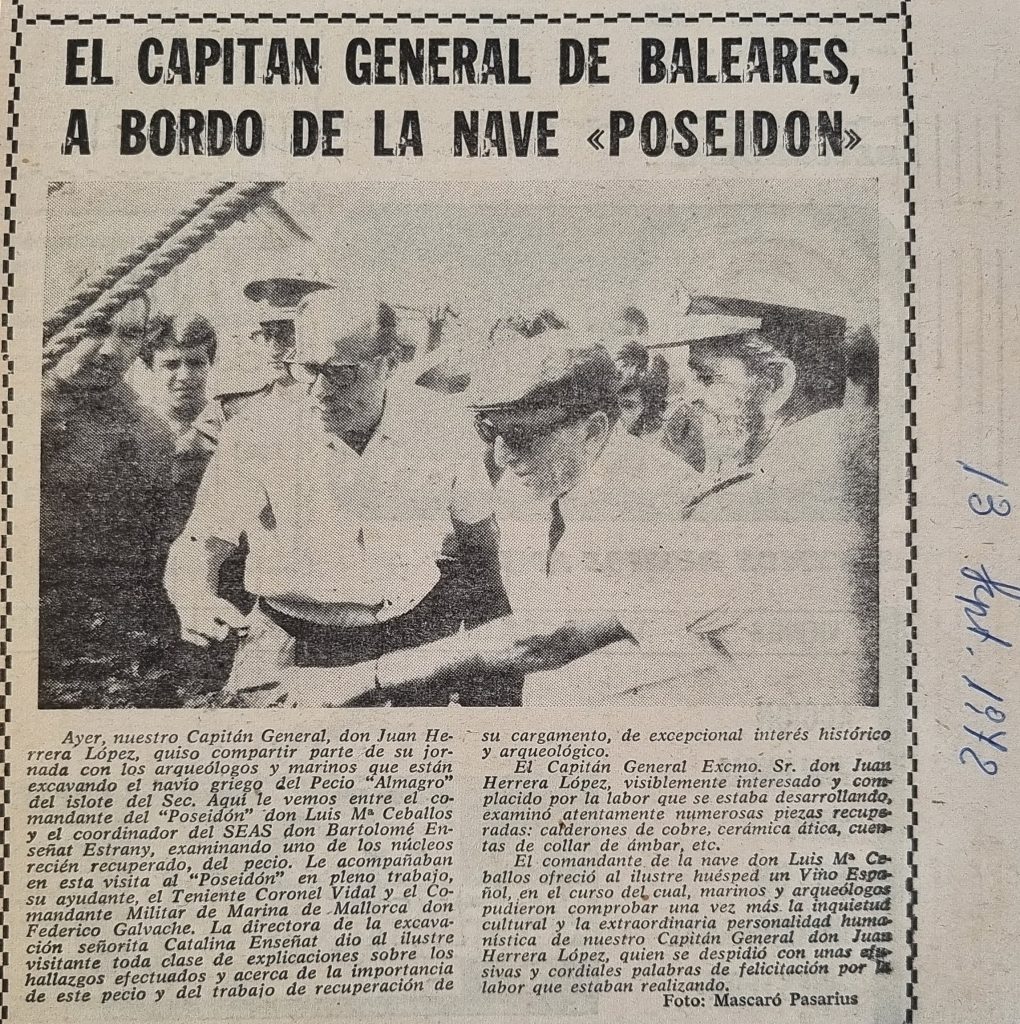 EL CAPITAN GENERAL DE BALEARES,
A BORDO DE LA NAVE «POSEIDON»
Ayer, nuestro Capitán General, don Juan He-
rrera López, quiso compartir parte de su jor-
nada con los arqueólogos y marinos que están
excavando el navío griego del Pecio "Almagro"
del islote del Sec. Aquí le vemos entre el co-
mandante del "Poseidón" don Luis Mª Ceballos
y el coordinador del SEAS don Bartolomé En-
señat Estrany, examinando uno de los núcleos
recién recuperado, del pecio. Le acompañaban
en esta visita al "Poseidón" en pleno trabajo,
su ayudante, el Teniente Coronel Vidal y el Co-
mandante Militar de Marina de Mallorca don
Federico Galvache. La directora de la excava-
ción señorita Catalina Enseñat dio al ilustre
visitante toda clase de explicaciones sobre los
hallazgos efectuados y acerca de la importancia
de este pecio y del trabajo de recuperación de
su cargamento, de excepcional interés histórico
y arqueológico.
El Capitán General Excmo. Sr. don Juan
Herrera López, visiblemente interesado y com-
placido por la labor que se estaba desarrollando,
examinó atentamente numerosas piezas recupe-
radas: calderones de cobre, cerámica ática, cuen-
tas de collar de ámbar, etc.
El comandante de la nave don Luis Mª Ce-
ballos ofreció al ilustre huésped un Vino Espa-
ñol, en el curso del cual, marinos y arqueólogos
pudieron comprobar una vez más la inquietud
cultural y la extraordinaria personalidad huma-
nística de nuestro Capitán General don Juan
Herrera López, quien se despidió con unas efu-
sivas y cordiales palabras de felicitación por la
labor que estaban realizando.
Foto: Mascaró Pasarius
13 Spt. 1972